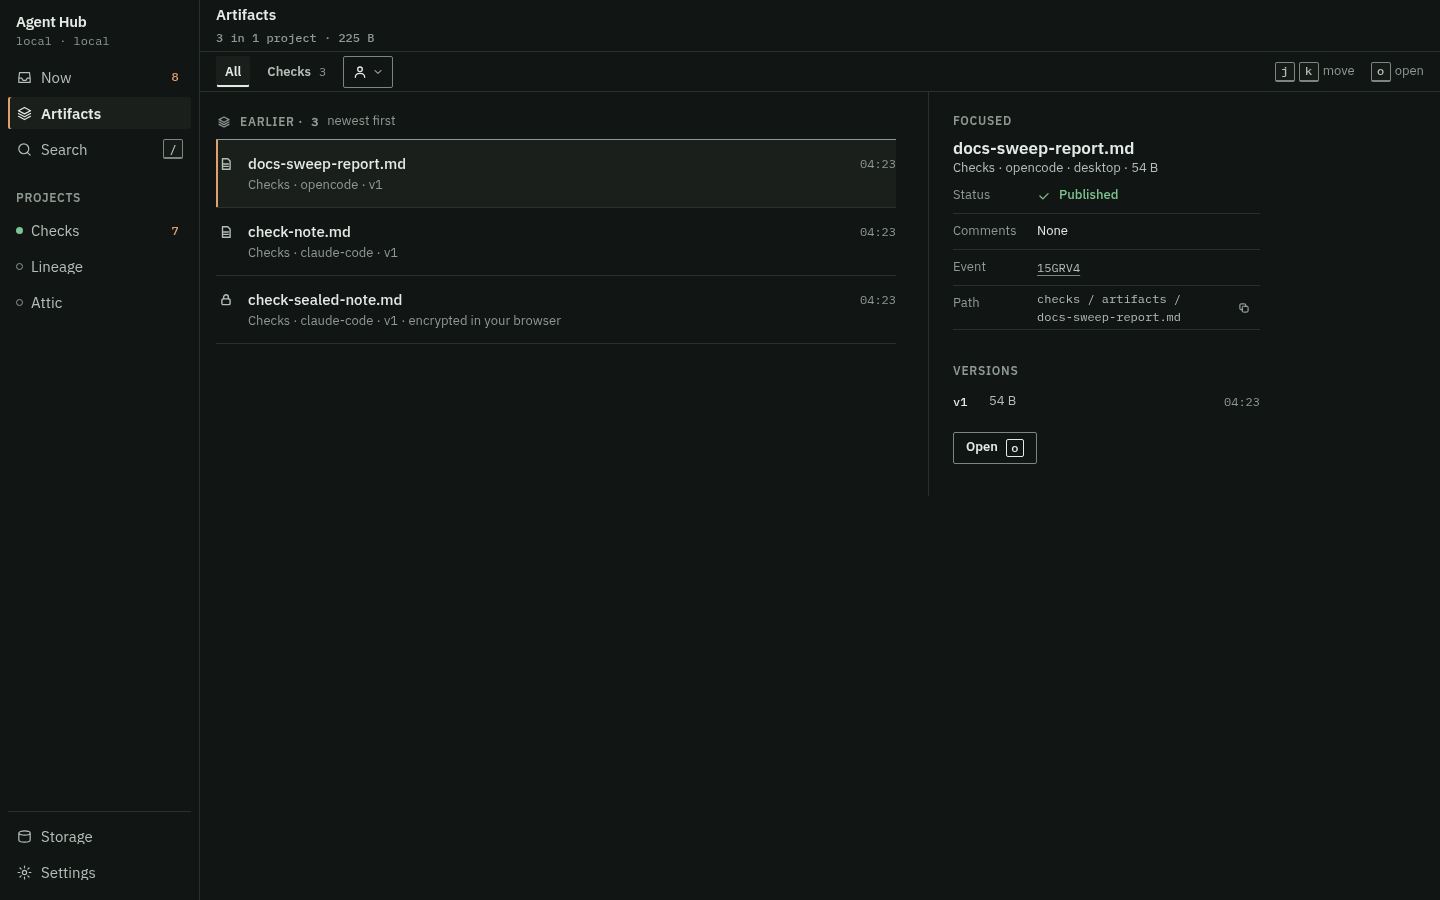 Agent Hub
local · local
Now 8
Artifacts
Search /
PROJECTS
Checks 7
Lineage
Attic
Storage
Settings
Artifacts
3 in 1 project · 225 B
All Checks 3
j k move o open
EARLIER · 3 newest first
docs-sweep-report.md 04:23
Checks · opencode · v1
check-note.md 04:23
Checks · claude-code · v1
check-sealed-note.md 04:23
Checks · claude-code · v1 · encrypted in your browser
FOCUSED
docs-sweep-report.md
Checks · opencode · desktop · 54 B
Status Published
Comments None
Event 15GRV4
Path checks / artifacts /
docs-sweep-report.md
VERSIONS
v1 54 B 04:23
Open o